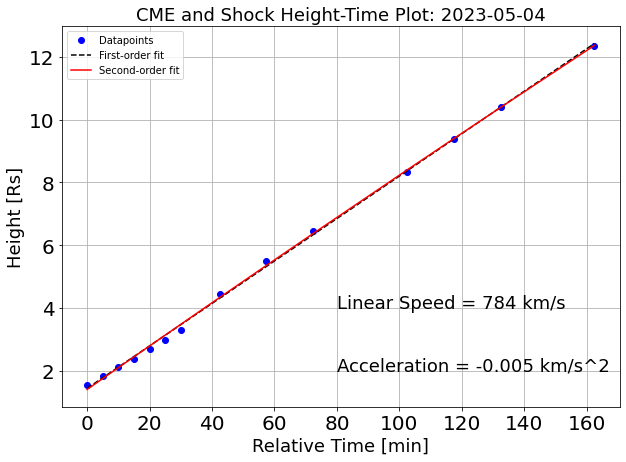 CME and Shock Height-Time Plot: 2023-05-04
Datapoints
First-order fit
Second-order fit
12
10
8
6
4
2
Height [Rs]
Linear Speed = 784 km/s
Acceleration = -0.005 km/s^2
0 20 40 60 80 100 120 140 160
Relative Time [min]